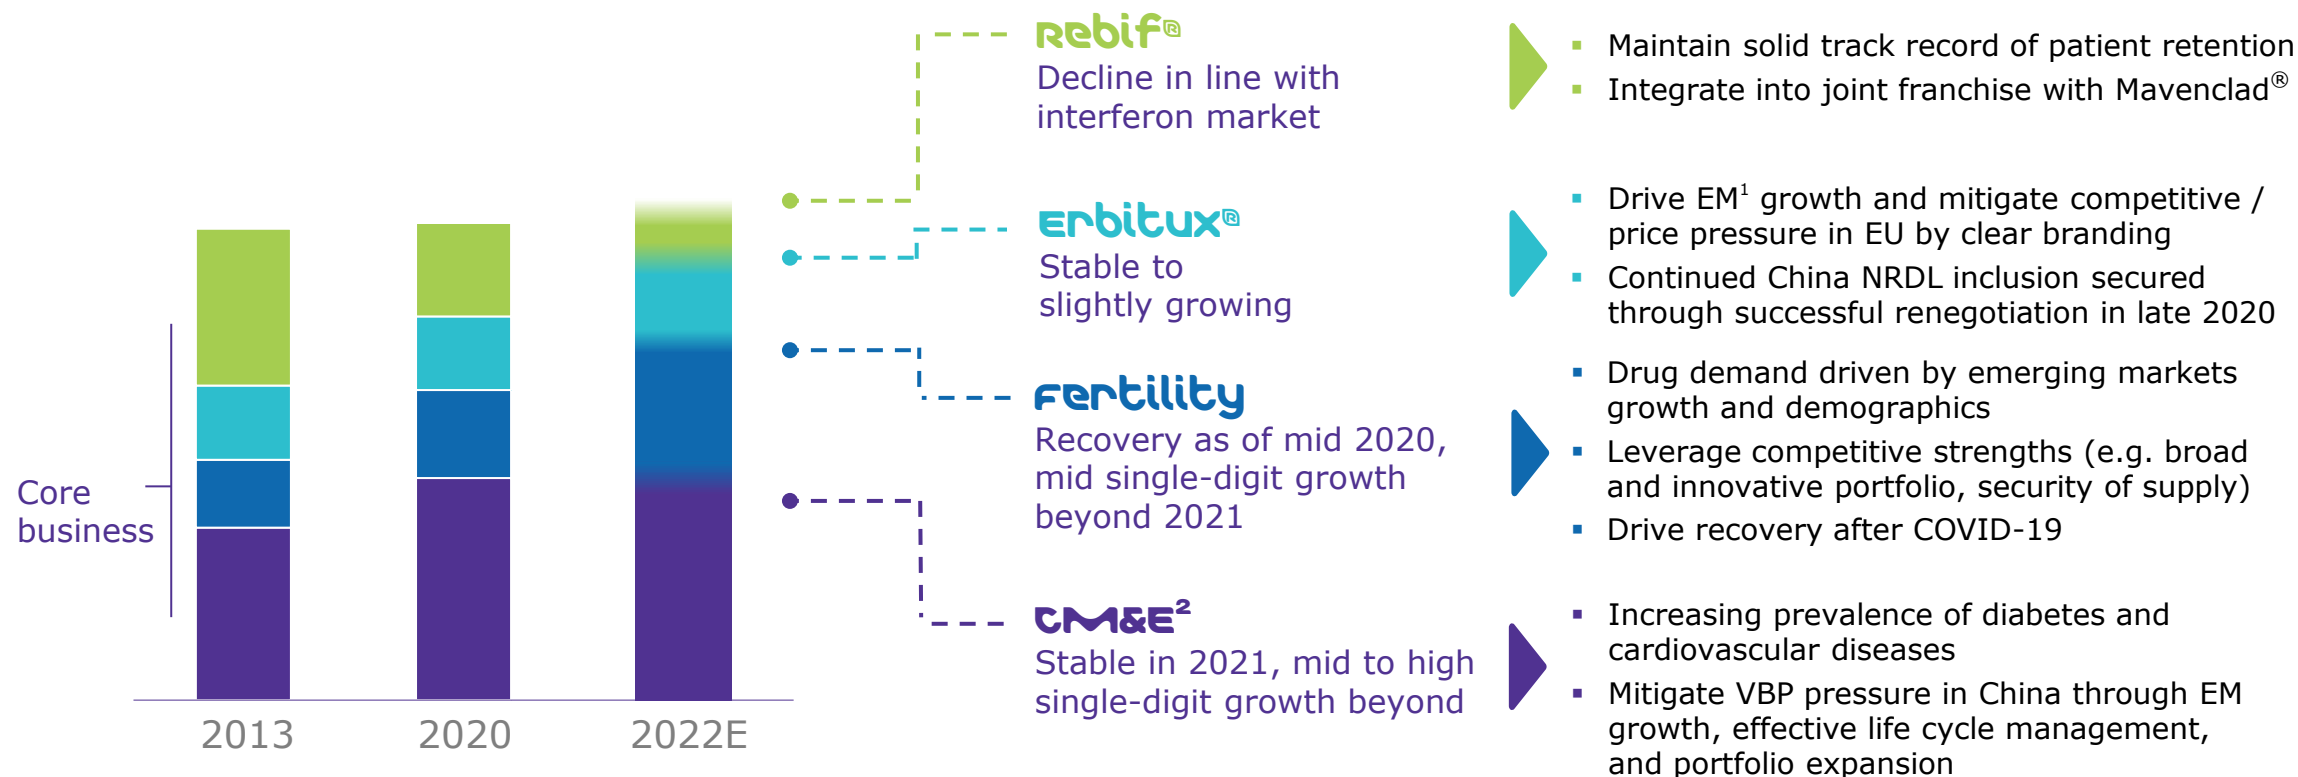 Core
business
2013
2020
2022E
Rebif®
Decline in line with
interferon market
Erbitux®
Stable to
slightly growing
Fertility
Recovery as of mid 2020,
mid single-digit growth
beyond 2021
CM&E²
Stable in 2021, mid to high
single-digit growth beyond
▪ Maintain solid track record of patient retention
▪ Integrate into joint franchise with Mavenclad®
▪ Drive EM¹ growth and mitigate competitive /
price pressure in EU by clear branding
▪ Continued China NRDL inclusion secured
through successful renegotiation in late 2020
▪ Drug demand driven by emerging markets
growth and demographics
▪ Leverage competitive strengths (e.g. broad
and innovative portfolio, security of supply)
▪ Drive recovery after COVID-19
▪ Increasing prevalence of diabetes and
cardiovascular diseases
▪ Mitigate VBP pressure in China through EM
growth, effective life cycle management,
and portfolio expansion